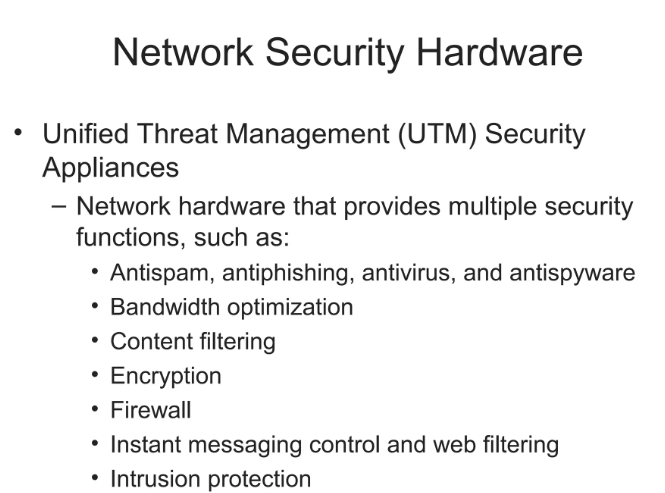 Network Security Hardware
• Unified Threat Management (UTM) Security
Appliances
– Network hardware that provides multiple security
functions, such as:
• Antispam, antiphishing, antivirus, and antispyware
• Bandwidth optimization
• Content filtering
• Encryption
• Firewall
• Instant messaging control and web filtering
• Intrusion protection